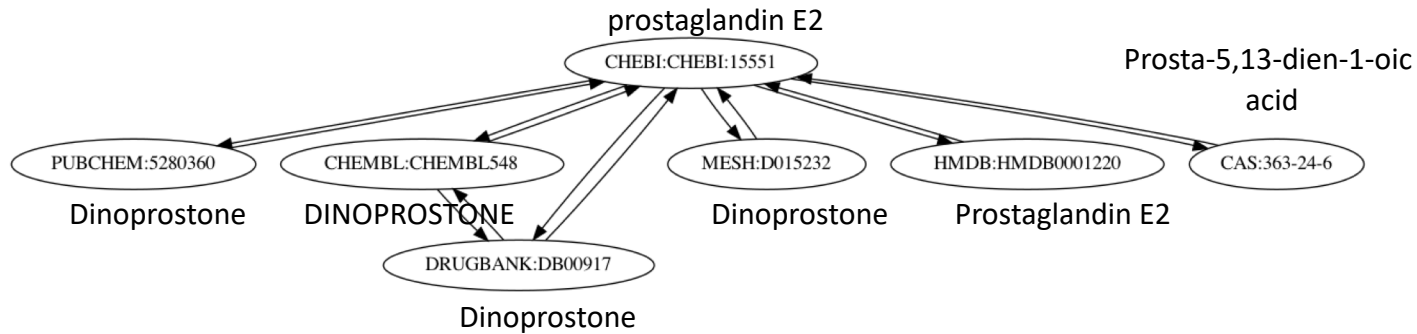 prostaglandin E2
CHEBI:CHEBI:15551
Prosta-5,13-dien-1-oic
acid
PUBCHEM:5280360
CHEMBL:CHEMBL548
MESH:D015232
HMDB:HMDB0001220
CAS:363-24-6
Dinoprostone
DINOPROSTONE
Dinoprostone
Prostaglandin E2
DRUGBANK:DB00917
Dinoprostone